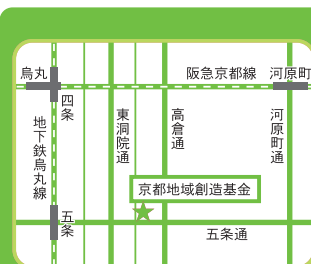 烏丸
阪急京都線
河原町
四条
地下鉄烏丸線
東洞院通
高倉通
河原町通
京都地域創造基金
五条
五条通